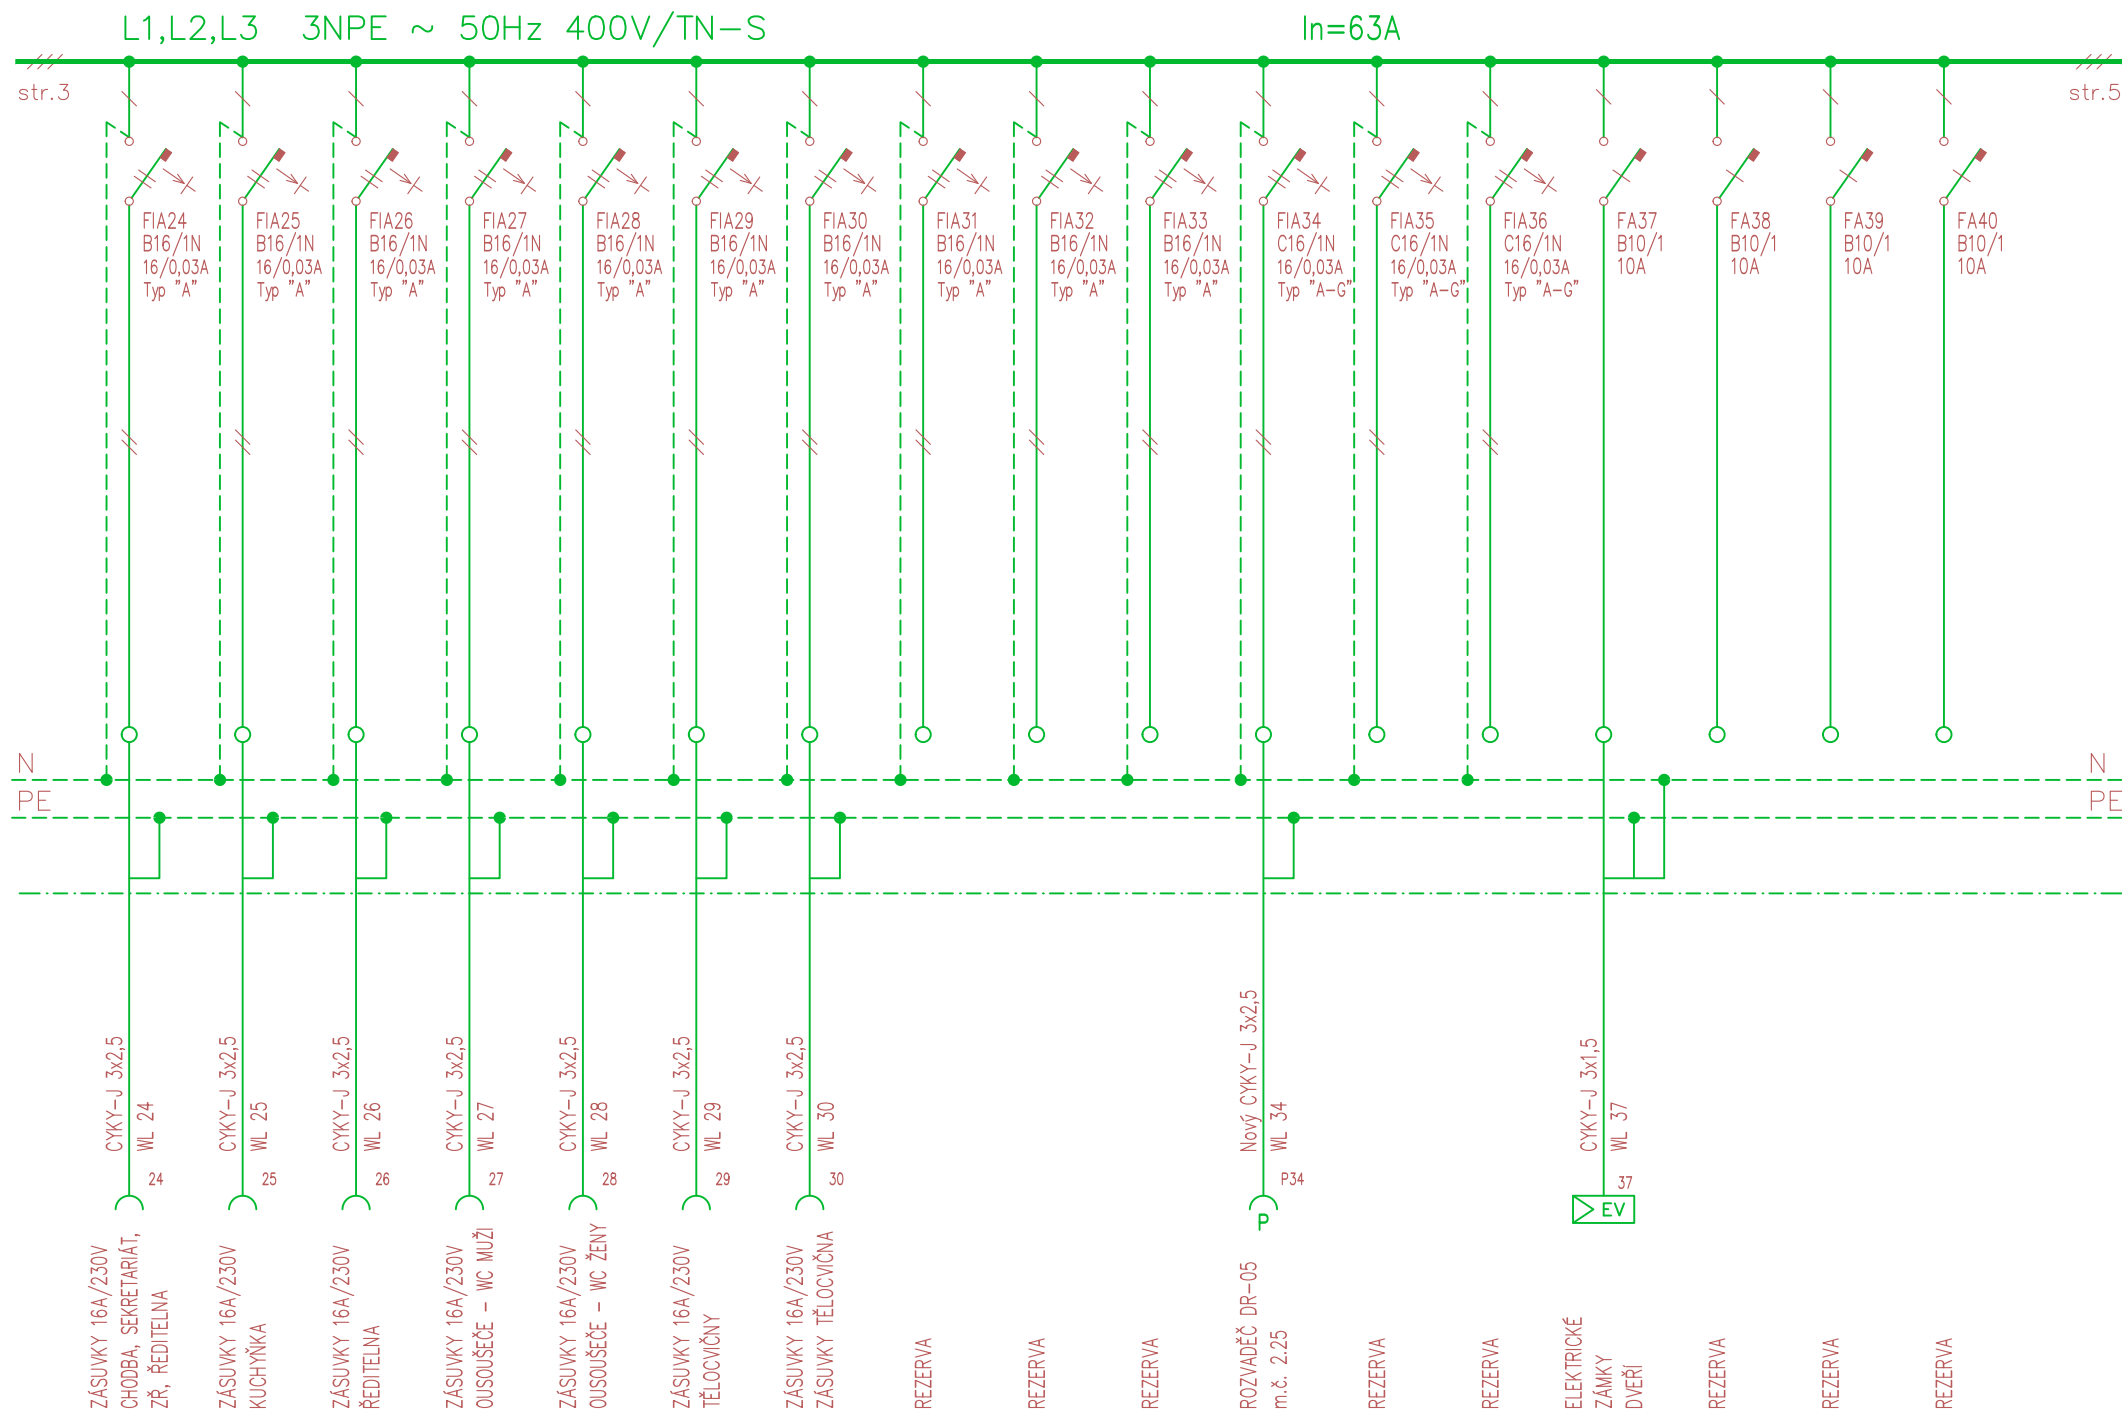 L1,L2,L3 3NPE ~ 50Hz 400V/TN-S
In=63A
str.3
str.5
FIA24
B16/1N
16/0,03A
Typ "A"
FIA25
B16/1N
16/0,03A
Typ "A"
FIA26
B16/1N
16/0,03A
Typ "A"
FIA27
B16/1N
16/0,03A
Typ "A"
FIA28
B16/1N
16/0,03A
Typ "A"
FIA29
B16/1N
16/0,03A
Typ "A"
FIA30
B16/1N
16/0,03A
Typ "A"
FIA31
B16/1N
16/0,03A
Typ "A"
FIA32
B16/1N
16/0,03A
Typ "A"
FIA33
B16/1N
16/0,03A
Typ "A"
FIA34
C16/1N
16/0,03A
Typ "A-G"
FIA35
C16/1N
16/0,03A
Typ "A-G"
FIA36
C16/1N
16/0,03A
Typ "A-G"
FA37
B10/1
10A
FA38
B10/1
10A
FA39
B10/1
10A
FA40
B10/1
10A
N
N
PE
PE
CYKY-J 3x2,5
WL 24
CYKY-J 3x2,5
WL 25
CYKY-J 3x2,5
WL 26
CYKY-J 3x2,5
WL 27
CYKY-J 3x2,5
WL 28
CYKY-J 3x2,5
WL 29
CYKY-J 3x2,5
WL 30
Nový CYKY-J 3x2,5
WL 34
CYKY-J 3x1,5
WL 37
24
25
26
27
28
29
30
P34
37
P
EV
ZÁSUVKY 16A/230V
CHODBA, SEKRETARIÁT,
ZŘ, ŘEDITELNA
ZÁSUVKY 16A/230V
KUCHYŇKA
ZÁSUVKY 16A/230V
ŘEDITELNA
ZÁSUVKY 16A/230V
OUSOUŠEČE - WC MUŽI
ZÁSUVKY 16A/230V
OUSOUŠEČE - WC ŽENY
ZÁSUVKY 16A/230V
TĚLOCVIČNY
ZÁSUVKY 16A/230V
ZÁSUVKY TĚLOCVIČNA
REZERVA
REZERVA
REZERVA
ROZVADĚČ DR-05
m.č. 2.25
REZERVA
REZERVA
ELEKTRICKÉ
ZÁMKY
DVEŘÍ
REZERVA
REZERVA
REZERVA